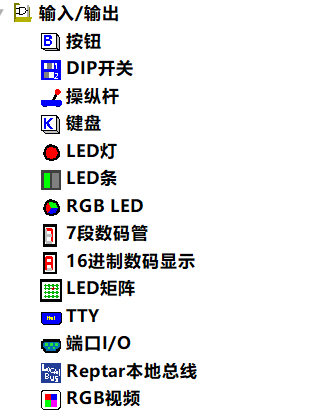 输入/输出
按钮
DIP开关
操纵杆
键盘
LED灯
LED条
RGB LED
7段数码管
16进制数码显示
LED矩阵
TTY
端口I/O
Reptar本地总线
RGB视频